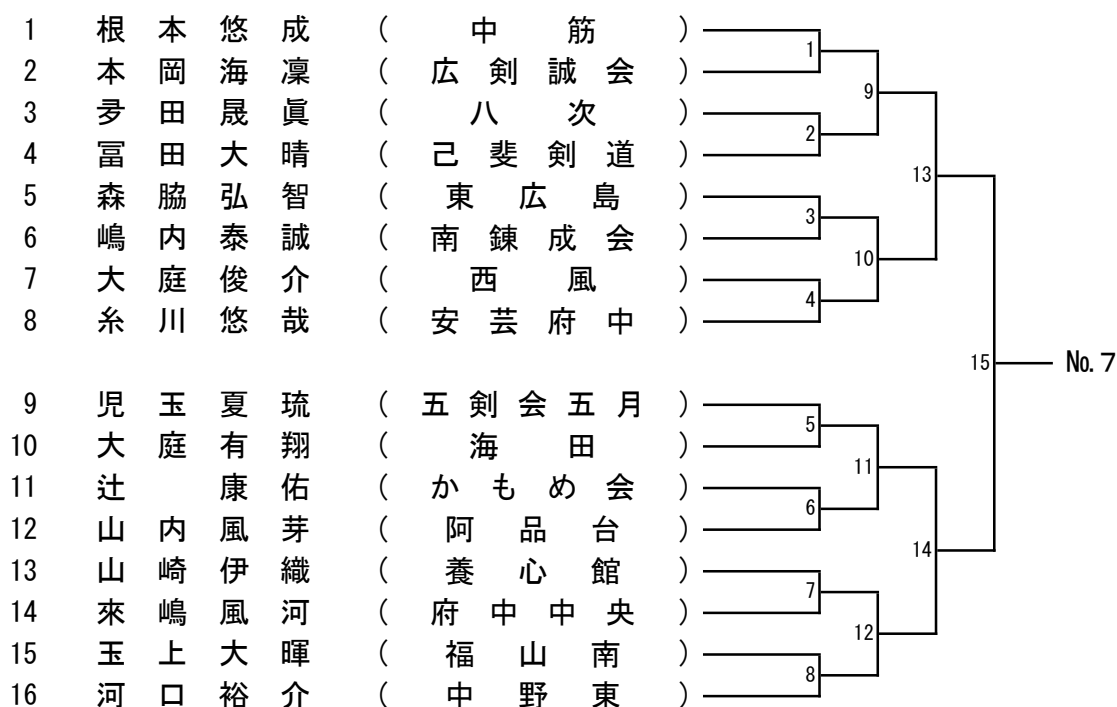 1 根本悠成 (中筋)
2 本岡海凜 (広剣誠会)
3 夛田晟眞 (八次)
4 冨田大晴 (己斐剣道)
5 森脇弘智 (東広島)
6 嶋内泰誠 (南錬成会)
7 大庭俊介 (西風)
8 糸川悠哉 (安芸府中)
9 児玉夏琉 (五剣会五月)
10 大庭有翔 (海田)
11 辻康佑 (かもめ会)
12 山内風芽 (阿品台)
13 山崎伊織 (養心館)
14 來嶋風河 (府中中央)
15 玉上大暉 (福山南)
16 河口裕介 (中野東)
1
2
3
4
5
6
7
8
9
10
11
12
13
14
15
№.7